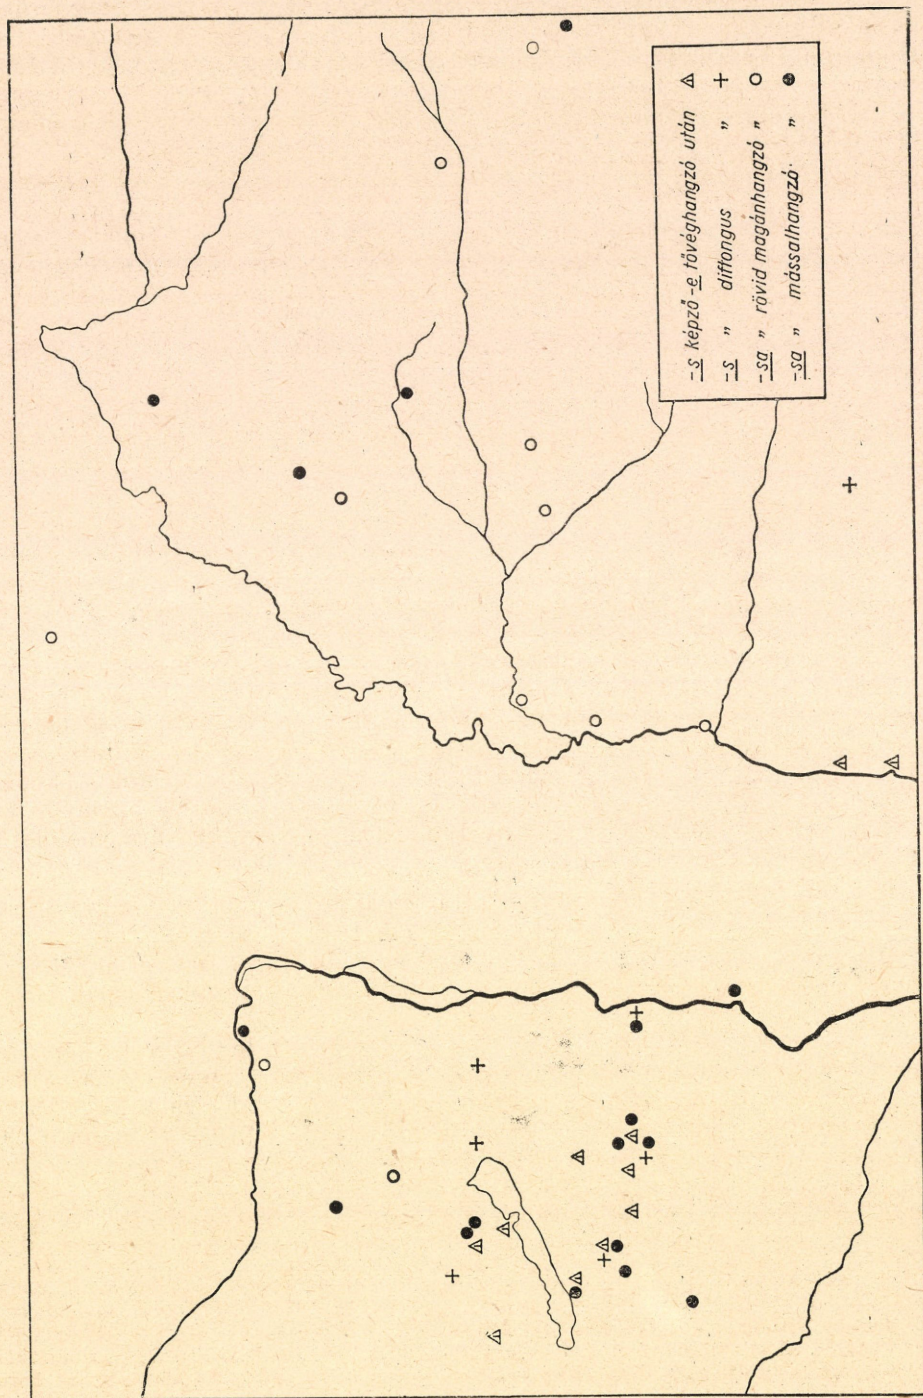 -s képző -e tővéghangzó után
-s " diftongus "
-sa " rövid magánhangzó "
-sa " mássalhangzó "